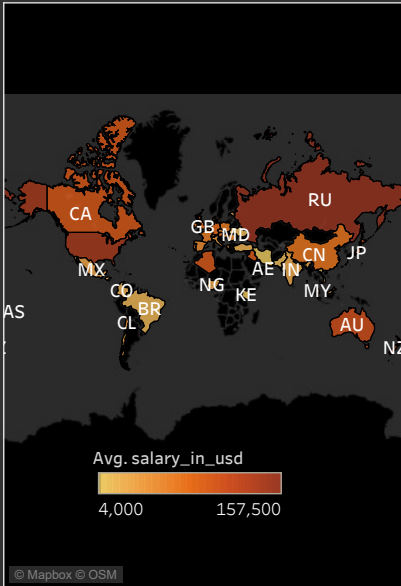 RU
CA
GB
MD
JP
CN
MX
AE
IN
NG
KE
MY
CO
BR
AS
CL
AU
NZ
Avg. salary_in_usd
4,000
157,500
© Mapbox © OSM